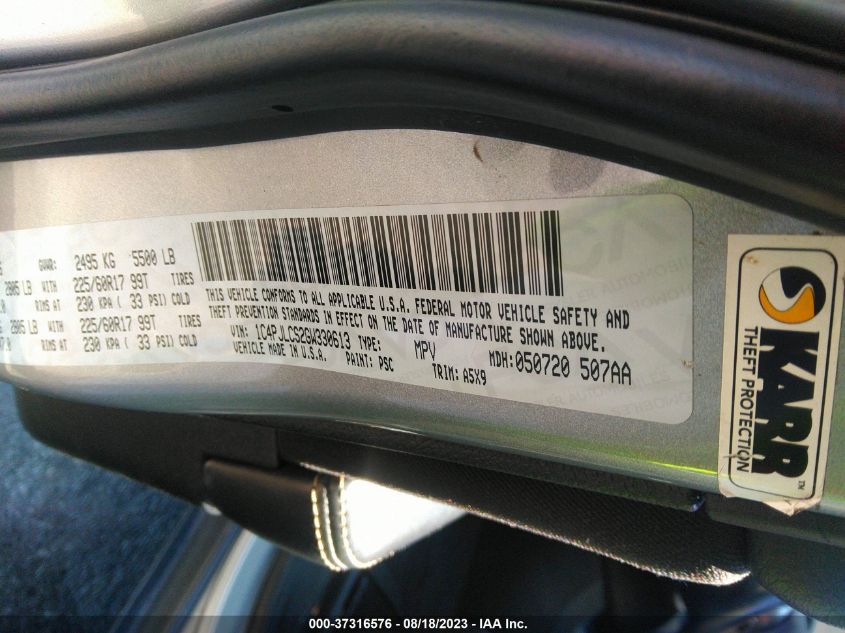 GVWR: 2495 KG 5500 LB
2805 LB WITH 225/60R17 99T TIRES
RIMS AT 230 KPA ( 33 PSI) COLD
2805 LB WITH 225/60R17 99T TIRES
RIMS AT 230 KPA ( 33 PSI) COLD
THIS VEHICLE CONFORMS TO ALL APPLICABLE U.S.A. FEDERAL MOTOR VEHICLE SAFETY AND
THEFT PREVENTION STANDARDS IN EFFECT ON THE DATE OF MANUFACTURE SHOWN ABOVE.
VIN: 1C4PJLCS2GW330613 TYPE: MPV MDH:050720 507AA
VEHICLE MADE IN U.S.A. PAINT: PSC TRIM: A5X9
KARR™
THEFT PROTECTION
000-37316576 - 08/18/2023 - IAA Inc.